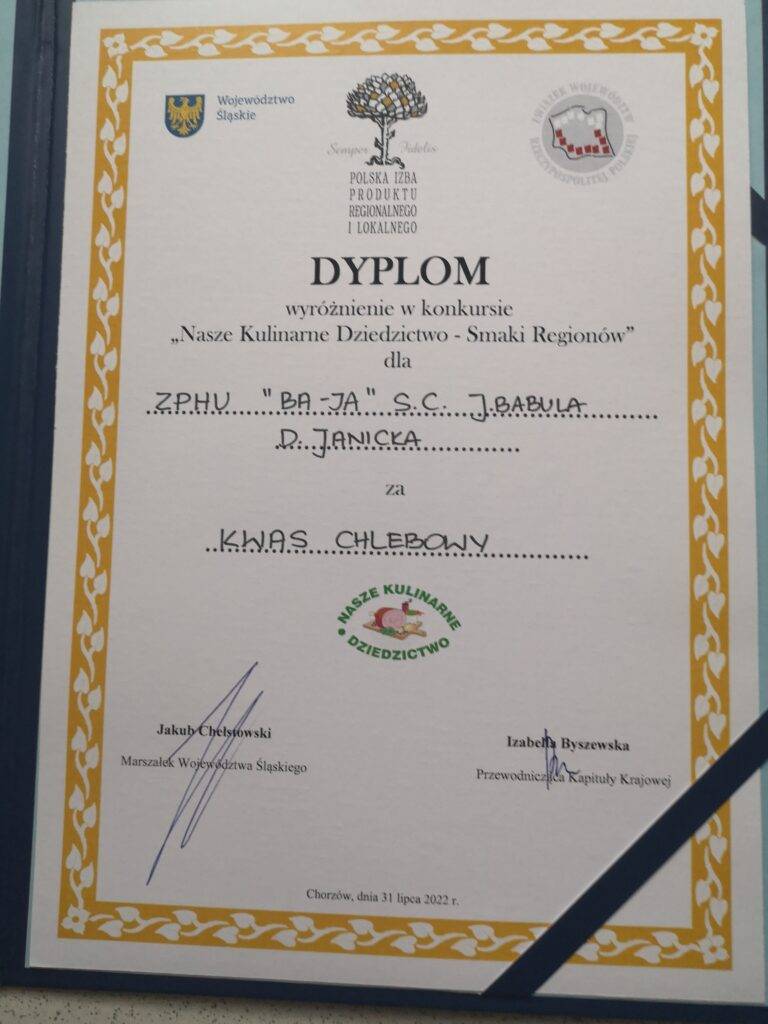 Województwo
Śląskie
Semper Fidelis
POLSKA IZBA
PRODUKTU
REGIONALNEGO
I LOKALNEGO
ZWIĄZEK WOJEWÓDZTW
RZECZYPOSPOLITEJ POLSKIEJ
DYPLOM
wyróżnienie w konkursie
„Nasze Kulinarne Dziedzictwo - Smaki Regionów”
dla
ZPHU "BA-JA" S.C. J.BABULA
D. JANICKA
za
KWAS CHLEBOWY
NASZE KULINARNE
• DZIEDZICTWO •
Jakub Chełstowski
Marszałek Województwa Śląskiego
Izabella Byszewska
Przewodnicząca Kapituły Krajowej
Chorzów, dnia 31 lipca 2022 r.